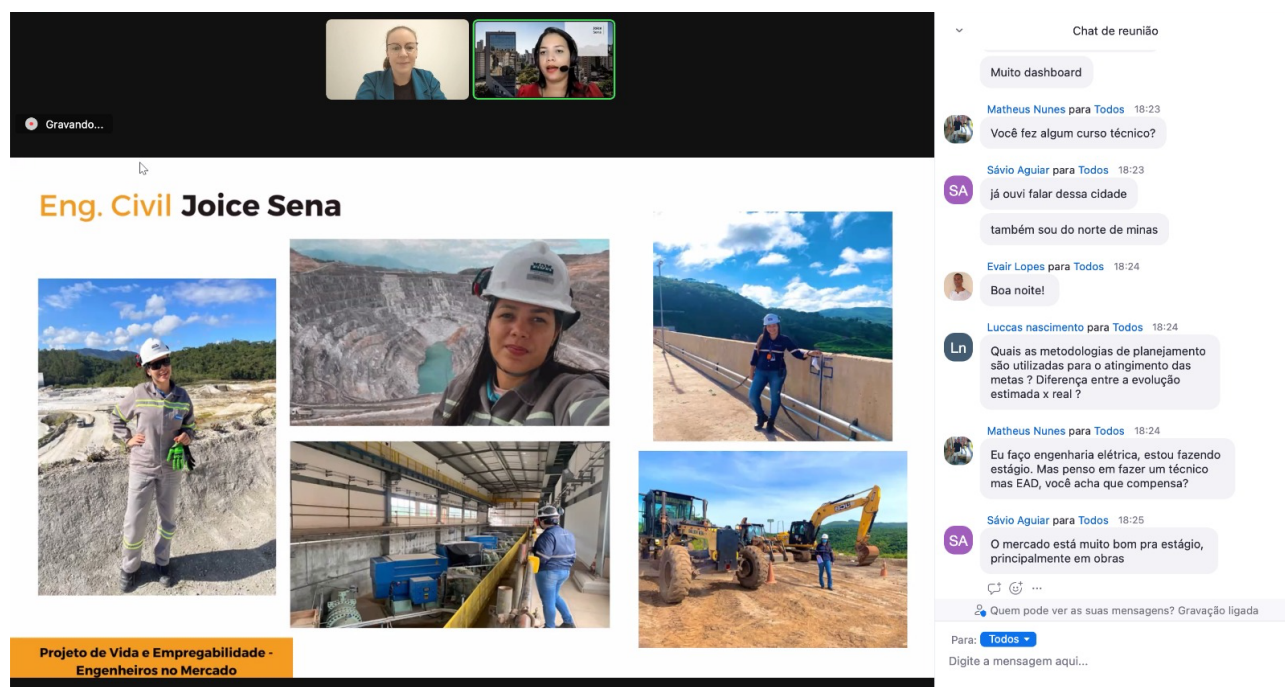 Joice
Sena
Gravando...
Eng. Civil Joice Sena
Projeto de Vida e Empregabilidade -
Engenheiros no Mercado
Chat de reunião
Muito dashboard
Matheus Nunes para Todos 18:23
Você fez algum curso técnico?
Sávio Aguiar para Todos 18:23
SA
já ouvi falar dessa cidade
também sou do norte de minas
Evair Lopes para Todos 18:24
Boa noite!
Luccas nascimento para Todos 18:24
Ln
Quais as metodologias de planejamento
são utilizadas para o atingimento das
metas ? Diferença entre a evolução
estimada x real ?
Matheus Nunes para Todos 18:24
Eu faço engenharia elétrica, estou fazendo
estágio. Mas penso em fazer um técnico
mas EAD, você acha que compensa?
Sávio Aguiar para Todos 18:25
SA
O mercado está muito bom pra estágio,
principalmente em obras
Quem pode ver as suas mensagens? Gravação ligada
Para: Todos
Digite a mensagem aqui...